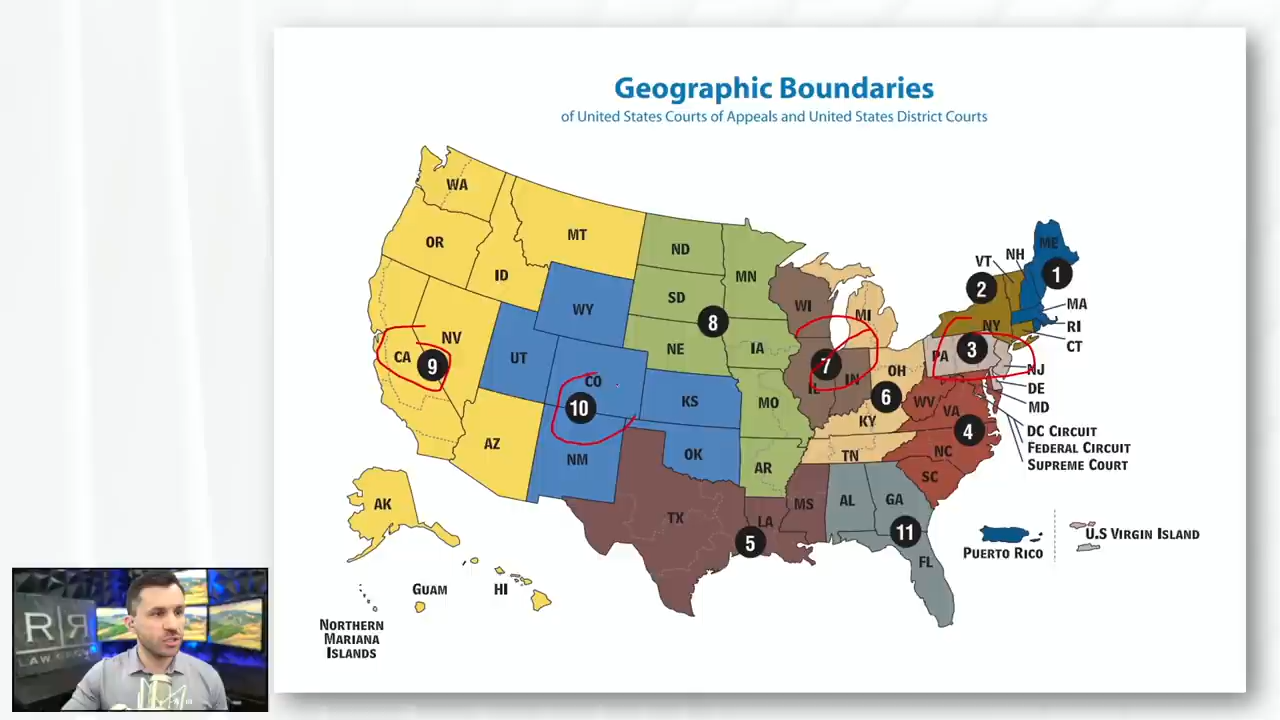 Geographic Boundaries
of United States Courts of Appeals and United States District Courts
WA
OR
ID
MT
CA
NV
9
AZ
AK
GUAM
HI
NORTHERN
MARIANA
ISLANDS
WY
UT
CO
10
NM
KS
OK
ND
SD
NE
8
MN
IA
MO
AR
TX
LA
MS
5
WI
7
IL
IN
MI
OH
6
KY
TN
AL
GA
11
FL
WV
VA
4
NC
SC
PA
3
NY
2
VT
NH
ME
1
MA
RI
CT
NJ
DE
MD
DC CIRCUIT
FEDERAL CIRCUIT
SUPREME COURT
PUERTO RICO
U.S VIRGIN ISLAND
R|R